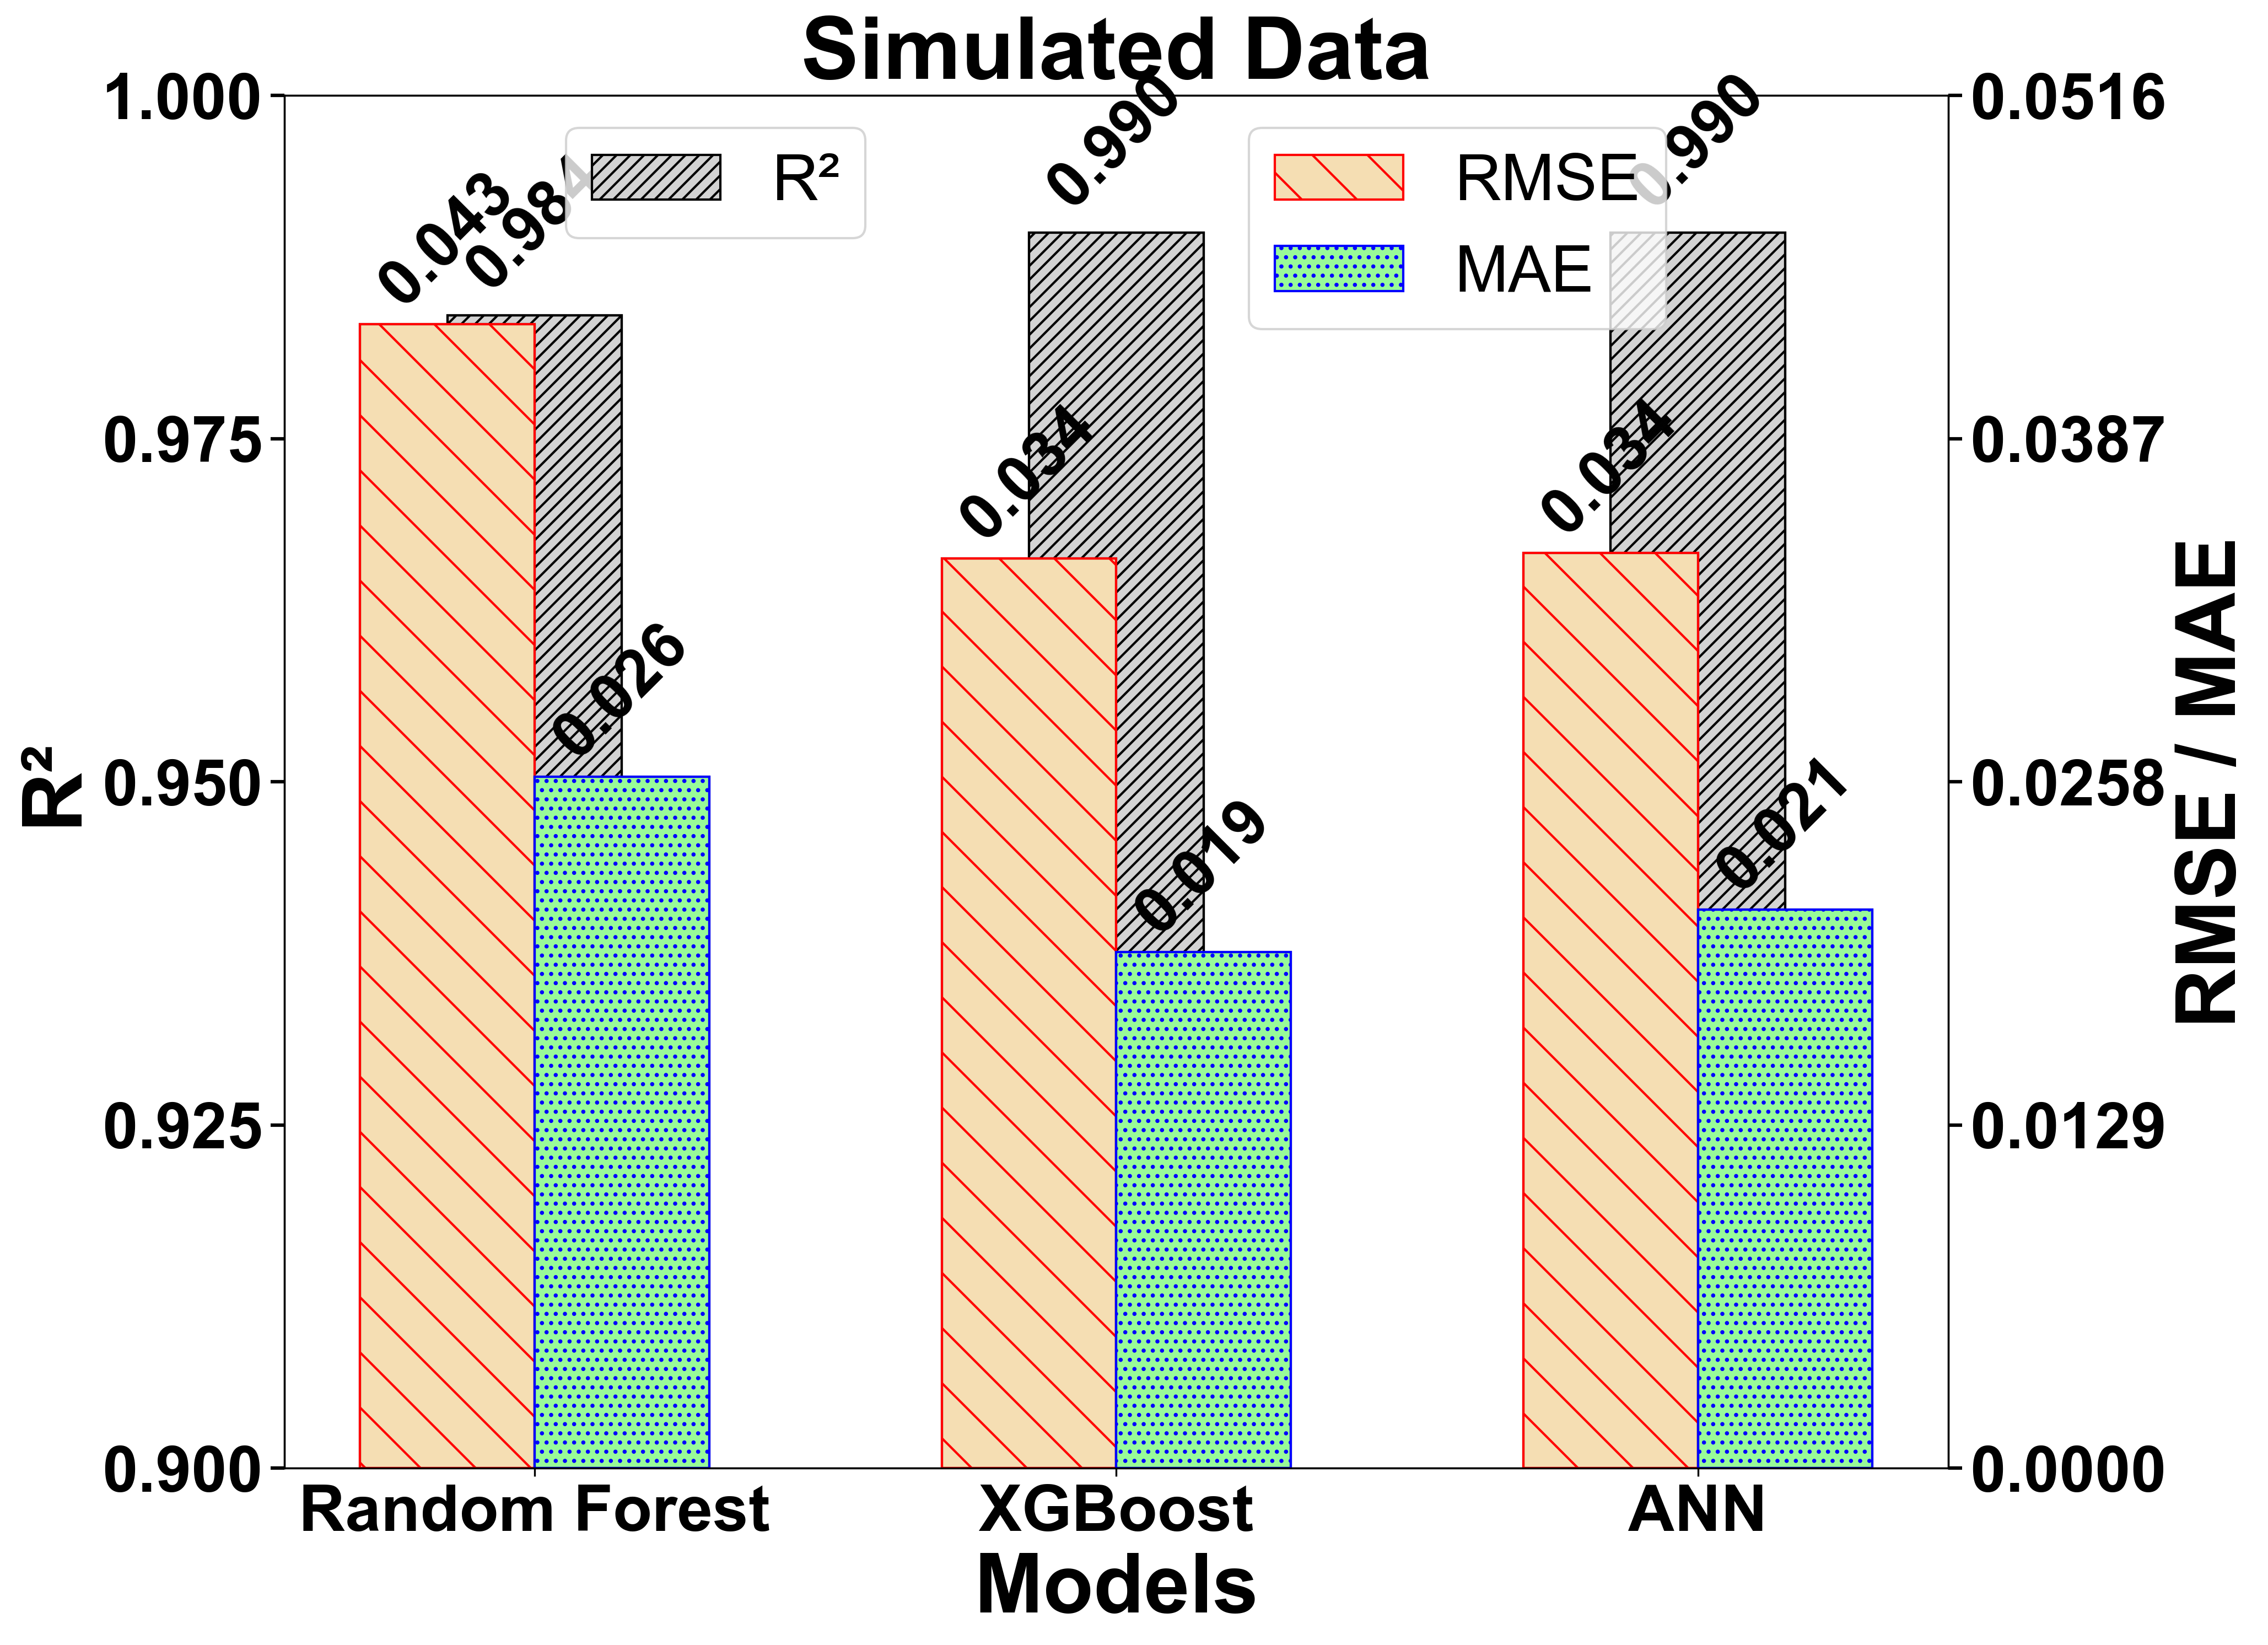 Simulated Data
1.000
0.975
0.950
0.925
0.900
R²
0.0516
0.0387
0.0258
0.0129
0.0000
RMSE / MAE
R²
RMSE
MAE
0.043
0.984
0.026
0.990
0.034
0.019
0.990
0.034
0.021
Random Forest
XGBoost
ANN
Models